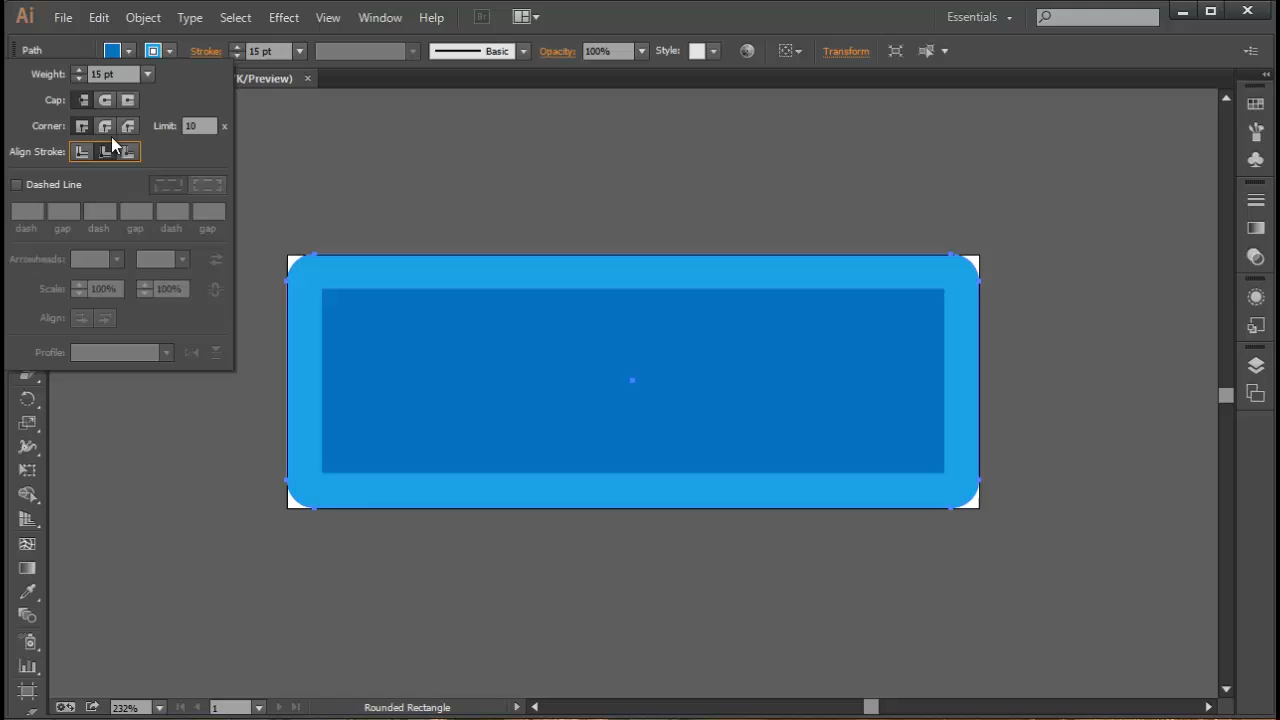 Ai File Edit Object Type Select Effect View Window Help Br Essentials
Path Stroke: 15 pt Basic Opacity: 100% Style: Transform
Weight: 15 pt
K/Preview) ×
Cap:
Corner: Limit: 10 x
Align Stroke:
Dashed Line
dash gap dash gap dash gap
Arrowheads:
Scale: 100% 100%
Align:
Profile:
232% 1 Rounded Rectangle